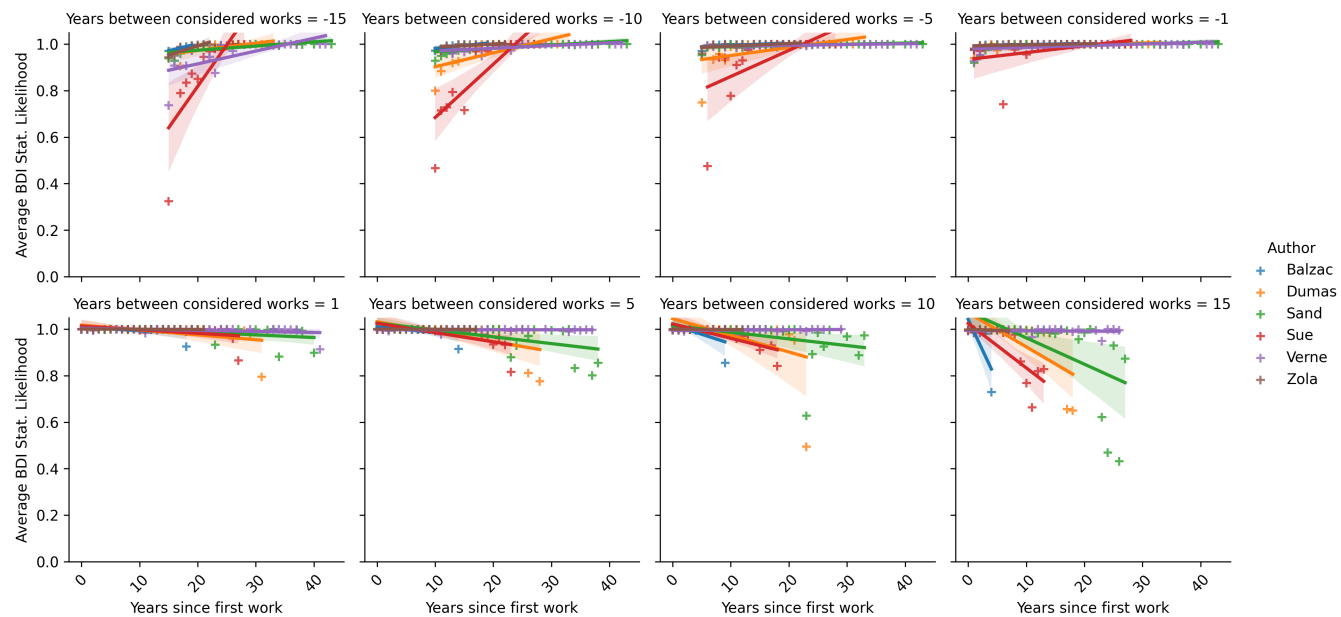 Years between considered works = -15
Years between considered works = -10
Years between considered works = -5
Years between considered works = -1
Average BDI Stat. Likelihood
1.0
0.8
0.6
0.4
0.2
0.0
Years between considered works = 1
Years between considered works = 5
Years between considered works = 10
Years between considered works = 15
Average BDI Stat. Likelihood
1.0
0.8
0.6
0.4
0.2
0.0
0 10 20 30 40
0 10 20 30 40
0 10 20 30 40
0 10 20 30 40
Years since first work
Years since first work
Years since first work
Years since first work
Author
Balzac
Dumas
Sand
Sue
Verne
Zola